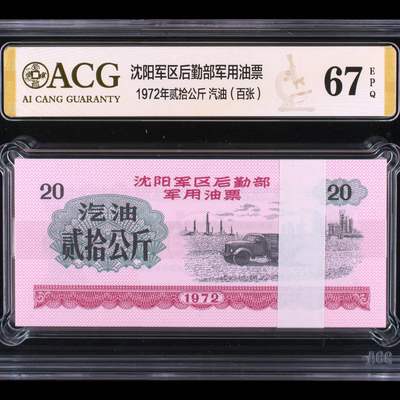 ACG
AI CANG GUARANTY
沈阳军区后勤部军用油票
1972年贰拾公斤 汽油（百张）
67
EPQ
20
沈阳军区后勤部
军用油票
20
汽油
贰拾公斤
1972
ACG